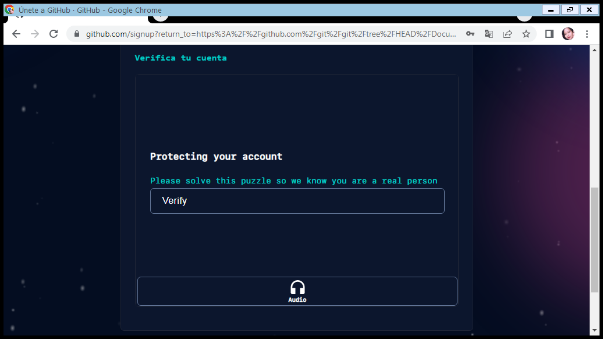 Únete a GitHub · GitHub - Google Chrome
github.com/signup?return_to=https%3A%2F%2Fgithub.com%2Fgit%2Fgit%2Ftree%2FHEAD%2FDocu...
Verifica tu cuenta
Protecting your account
Please solve this puzzle so we know you are a real person
Verify
Audio